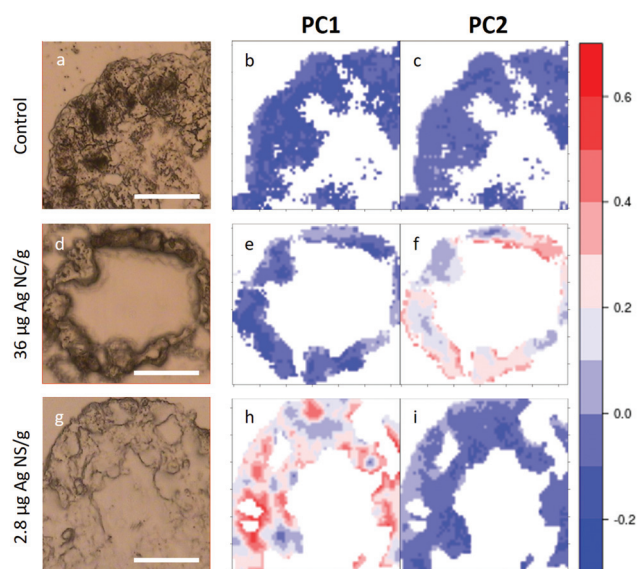 PC1 PC2
Control
a b c
0.6
0.4
36 µg Ag NC/g
d e f
0.2
0.0
2.8 µg Ag NS/g
g h i
-0.2